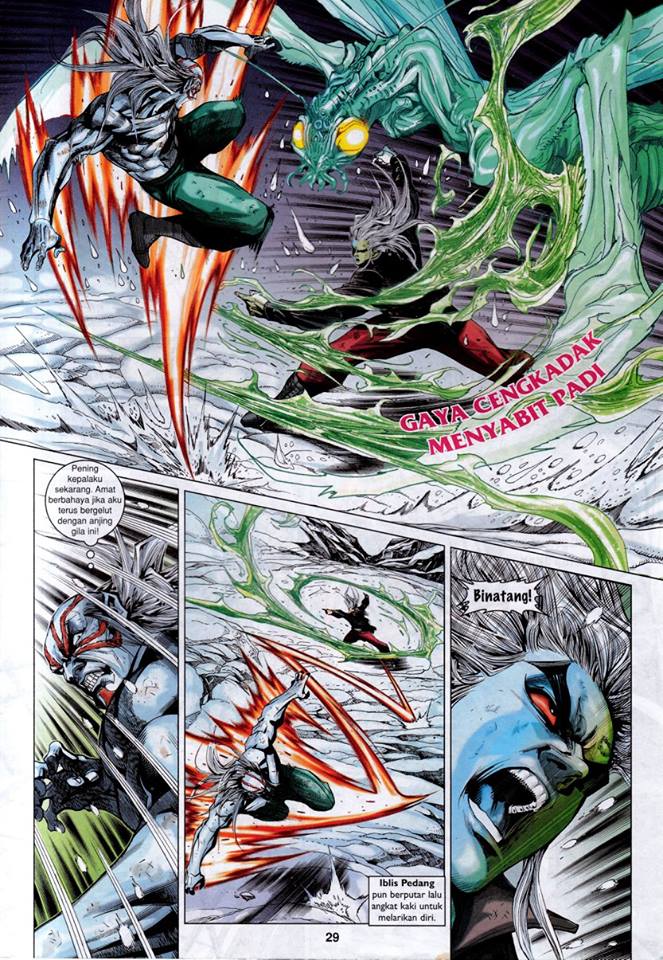 GAYA CENGKADAK
MENYABIT PADI
Pening
kepalaku
sekarang. Amat
berbahaya jika aku
terus bergelut
dengan anjing
gila ini!
Iblis Pedang
pun berputar lalu
angkat kaki untuk
melarikan diri.
Binatang!
29